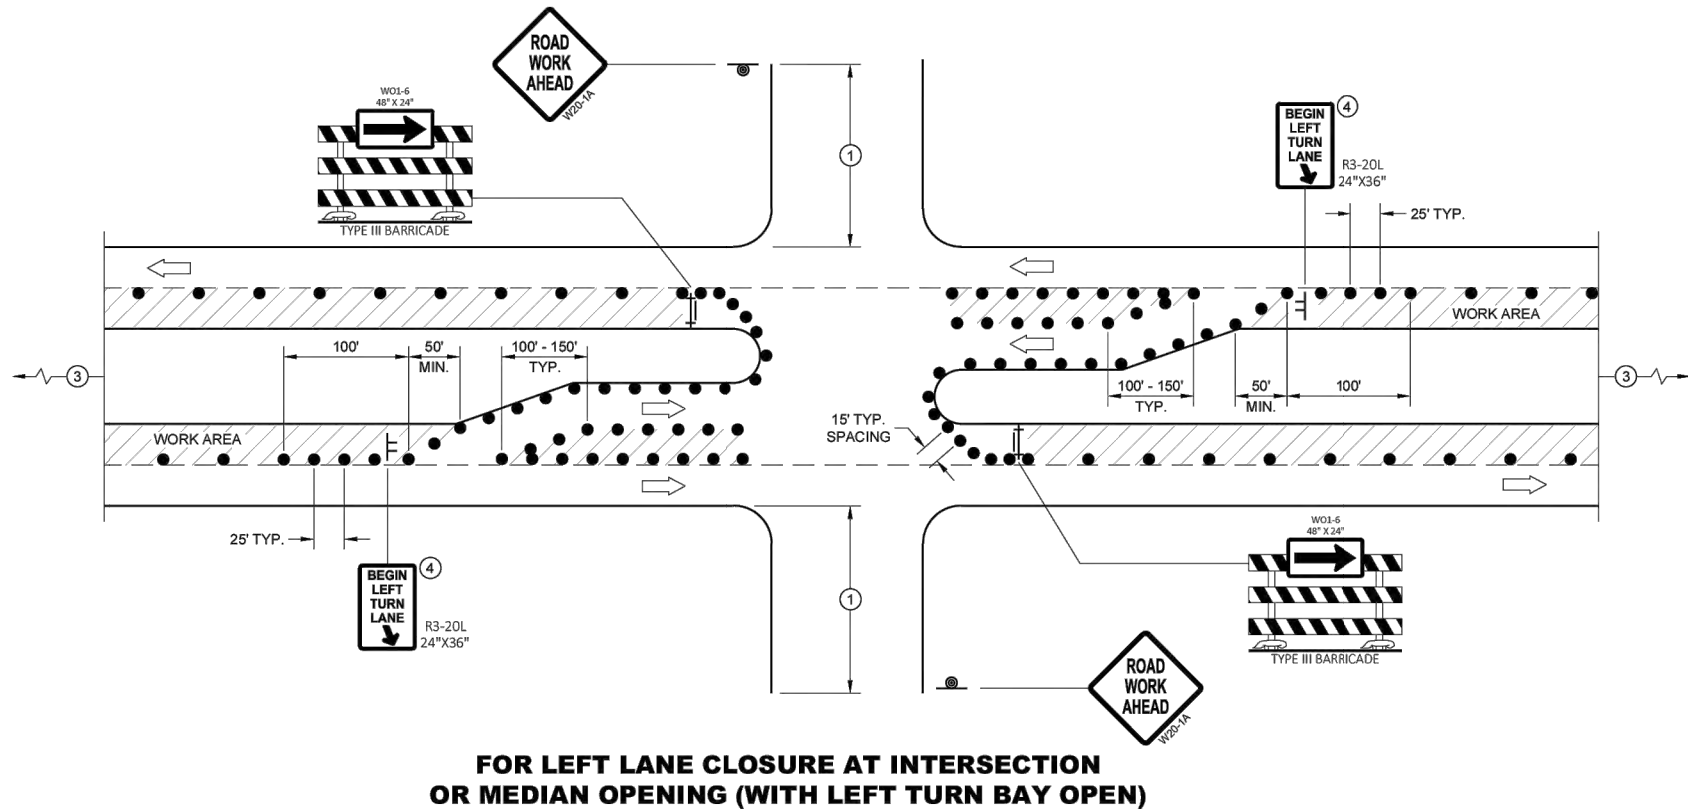 ROAD
WORK
AHEAD
W20-1A
WO1-6
48" X 24"
TYPE III BARRICADE
1
BEGIN
LEFT
TURN
LANE
4
R3-20L
24"X36"
25' TYP.
WORK AREA
100'
50'
MIN.
100' - 150'
TYP.
3
100' - 150'
TYP.
50'
MIN.
100'
3
WORK AREA
15' TYP.
SPACING
25' TYP.
BEGIN
LEFT
TURN
LANE
4
R3-20L
24"X36"
1
WO1-6
48" X 24"
TYPE III BARRICADE
ROAD
WORK
AHEAD
W20-1A
FOR LEFT LANE CLOSURE AT INTERSECTION
OR MEDIAN OPENING (WITH LEFT TURN BAY OPEN)